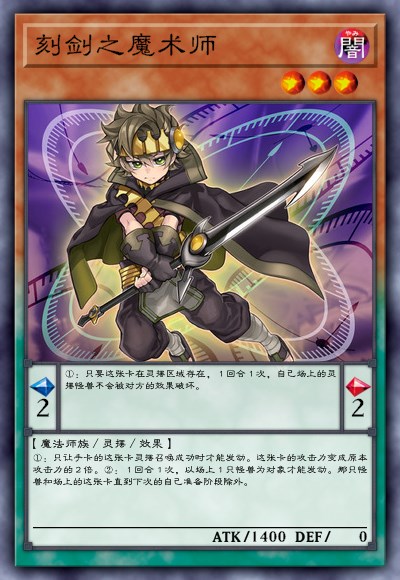 刻剑之魔术师
やみ
闇
①：只要这张卡在灵摆区域存在，1回合1次，自己场上的灵
摆怪兽不会被对方的效果破坏。
2
2
【魔法师族／灵摆／效果】
①：只让手卡的这张卡灵摆召唤成功时才能发动。这张卡的攻击力变成原本
攻击力的2倍。②：1回合1次，以场上1只怪兽为对象才能发动。那只怪
兽和场上的这张卡直到下次的自己准备阶段除外。
ATK/1400 DEF/ 0